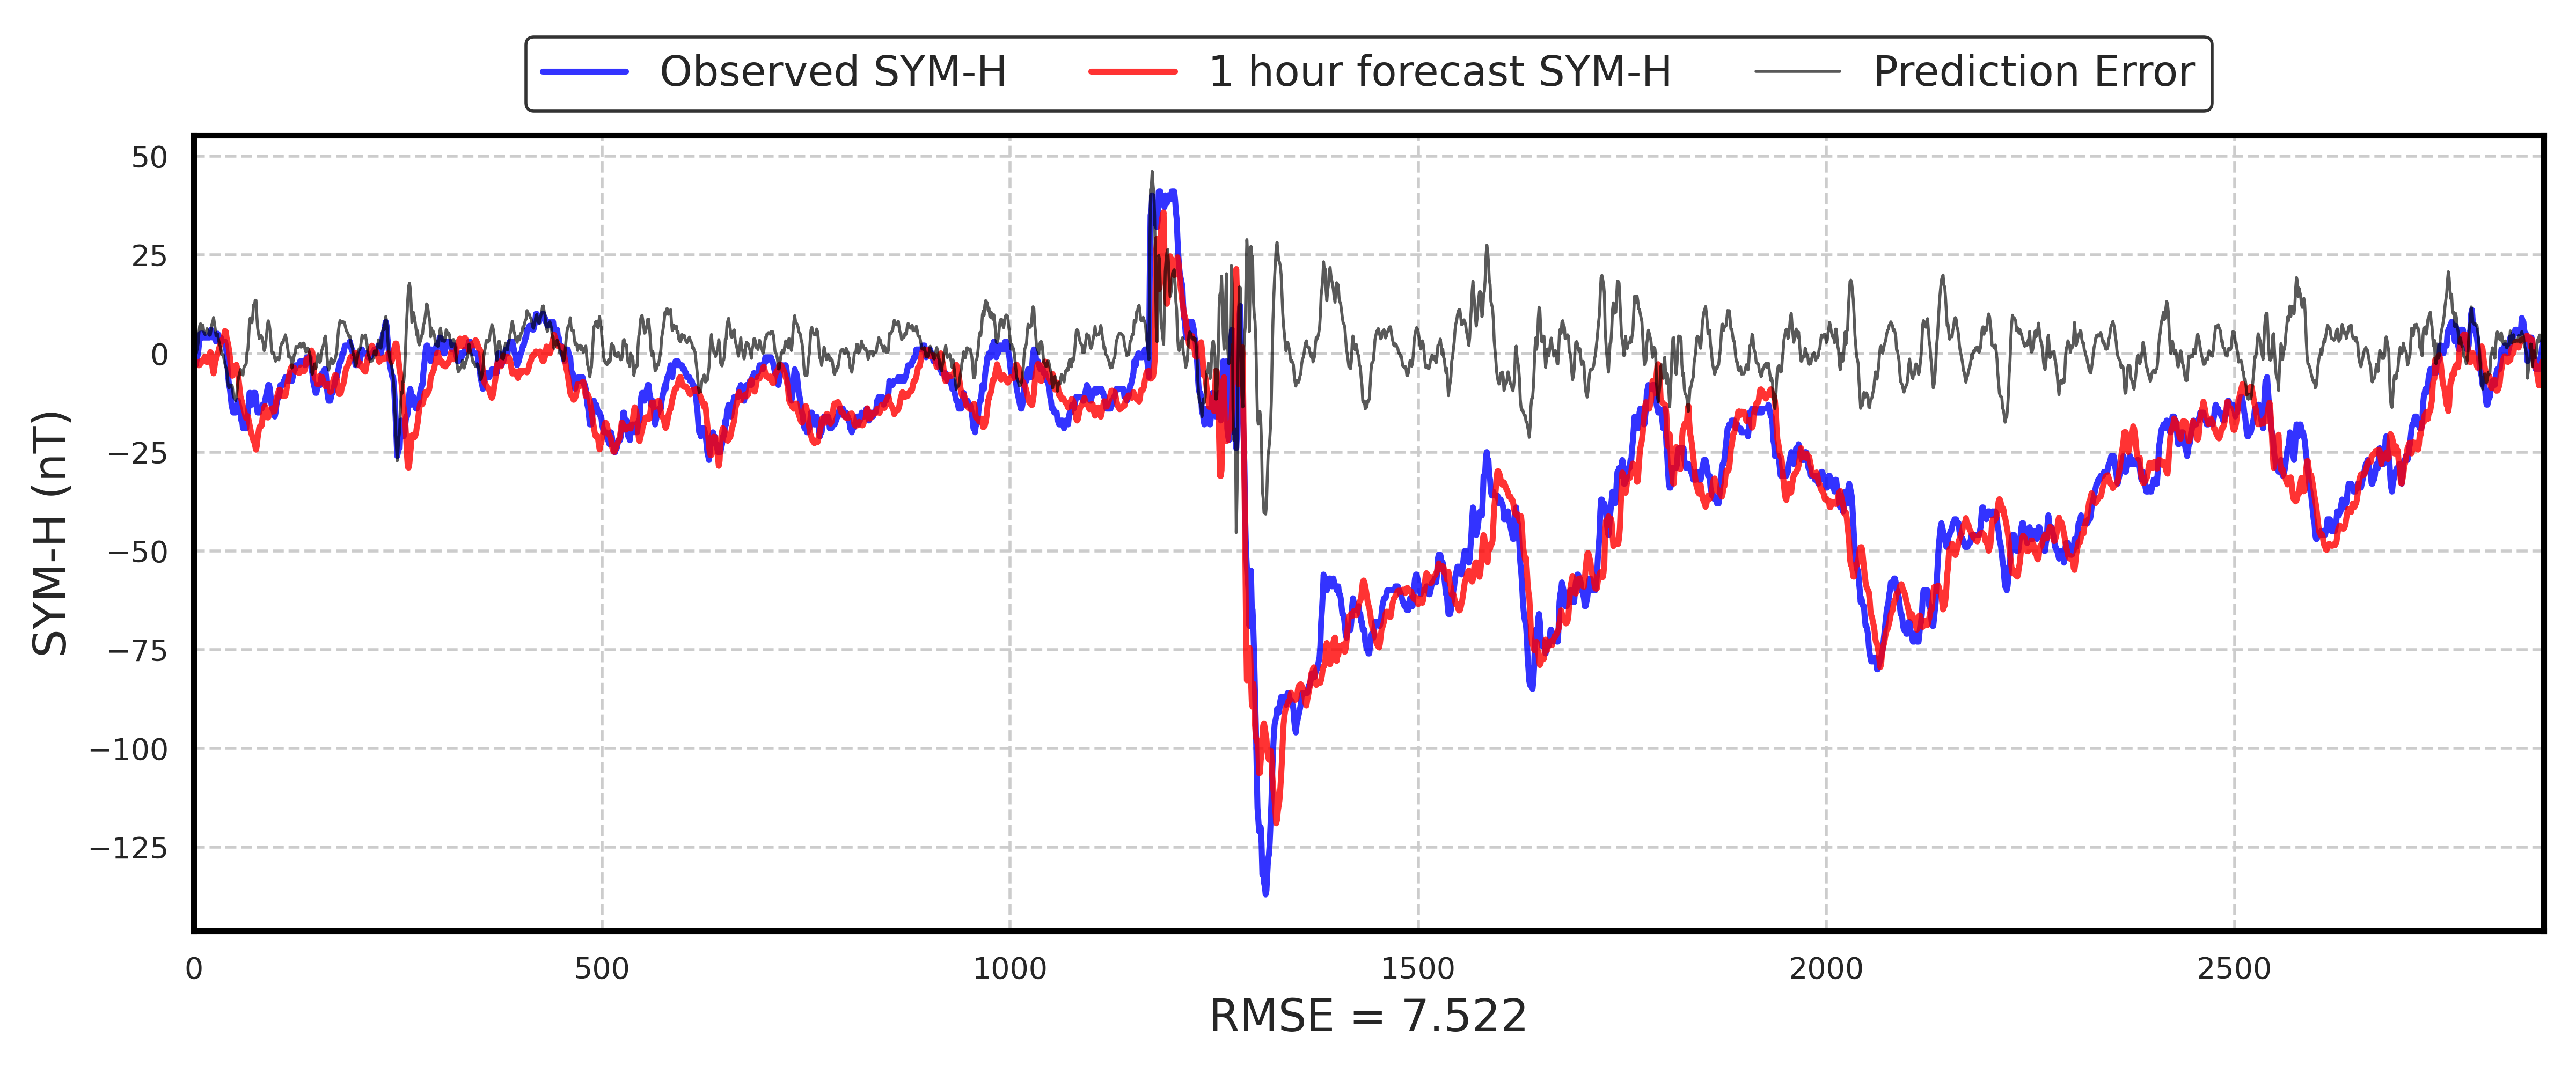 Observed SYM-H 1 hour forecast SYM-H Prediction Error
50
25
0
−25
−50
−75
−100
−125
SYM-H (nT)
0 500 1000 1500 2000 2500
RMSE = 7.522